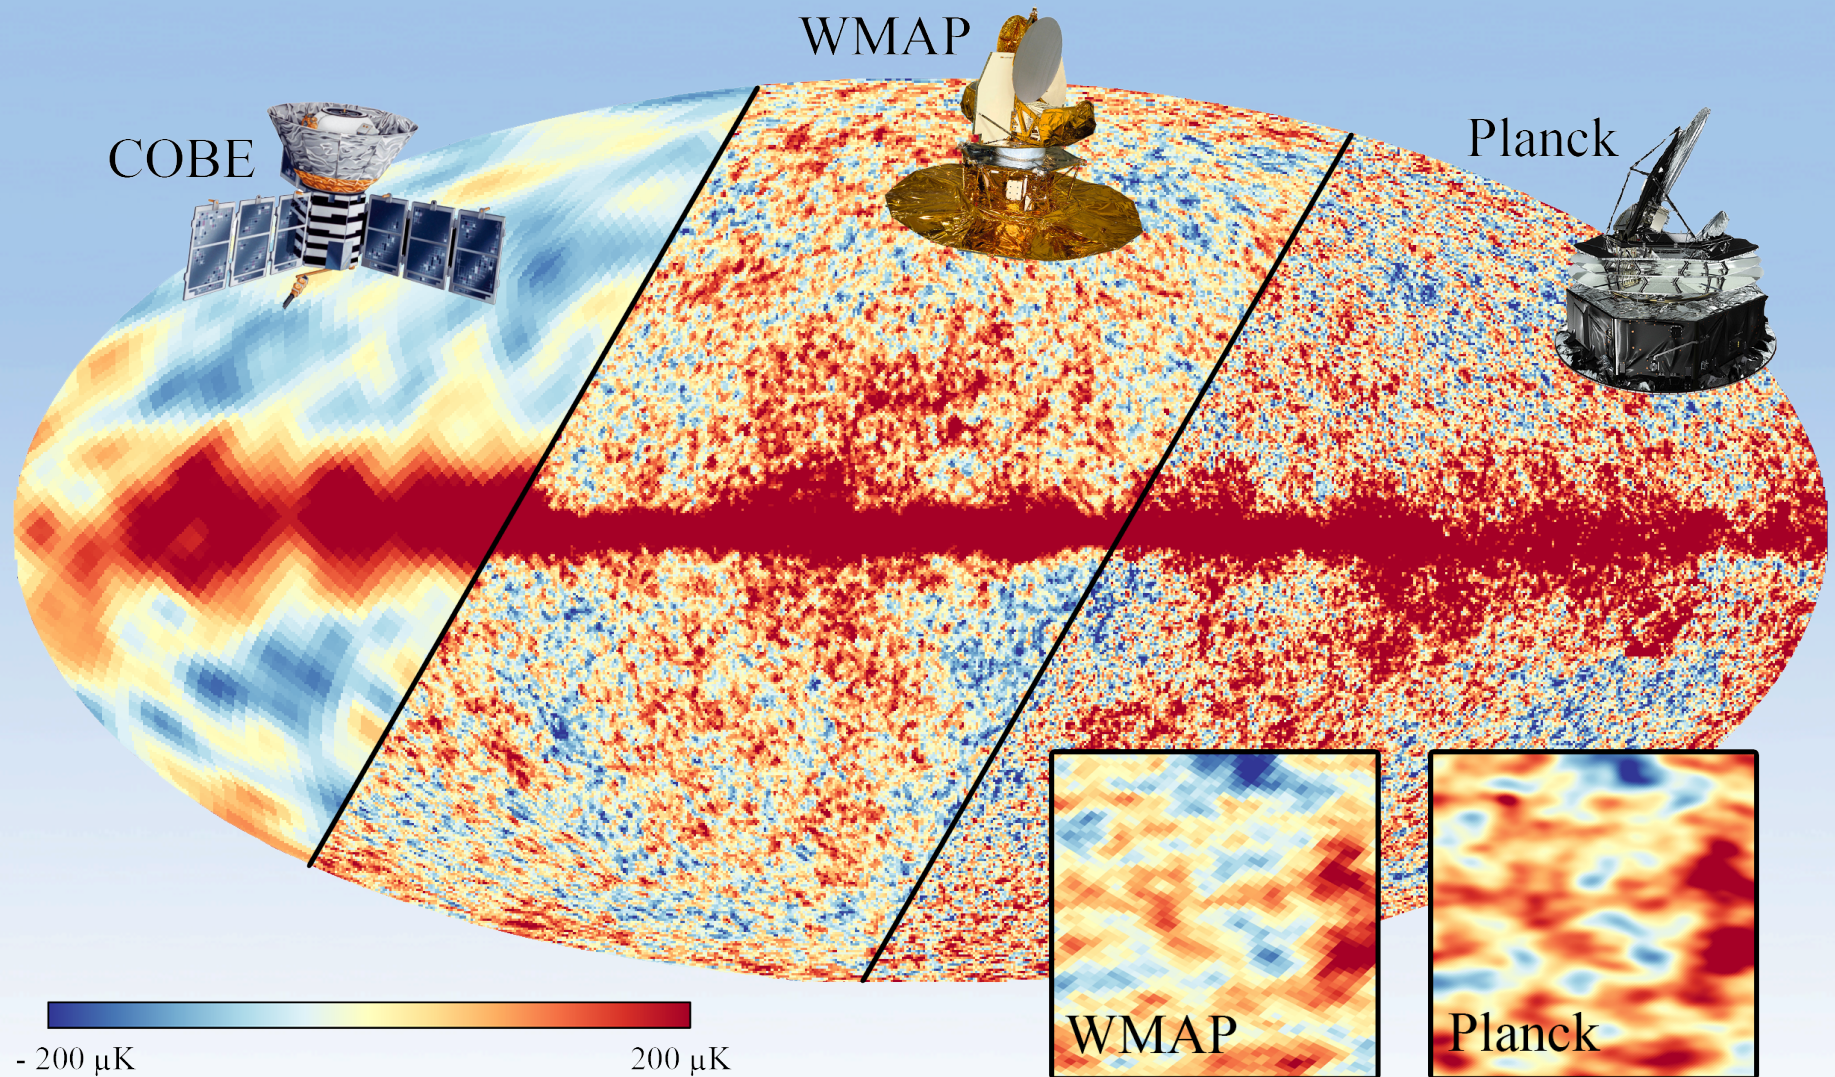 WMAP
COBE
Planck
WMAP
Planck
- 200 μK
200 μK